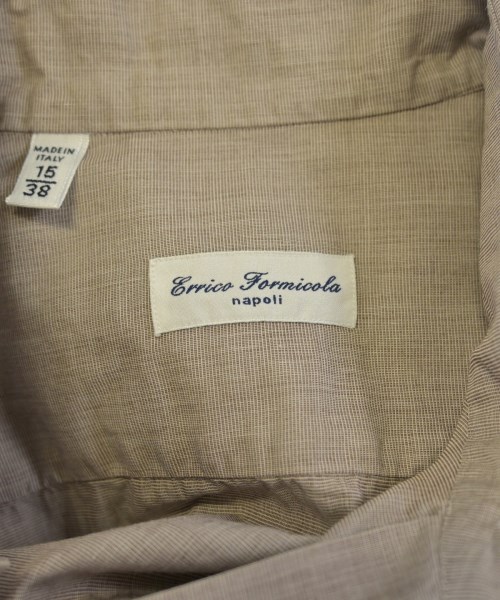 MADE IN
ITALY
15
38
Errico Formicola
napoli